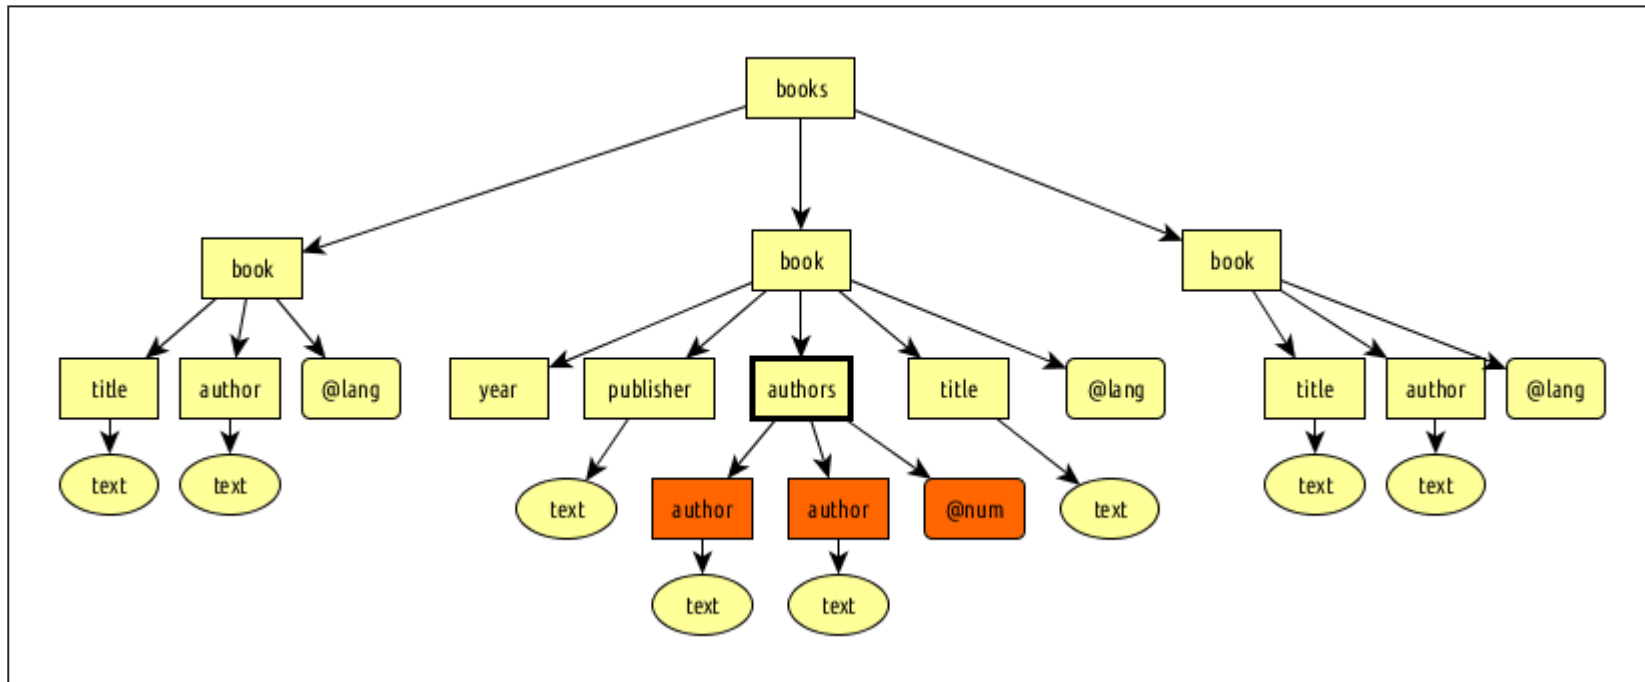 books
book
book
book
title
author
@lang
year
publisher
authors
title
@lang
title
author
@lang
text
text
text
author
author
@num
text
text
text
text
text